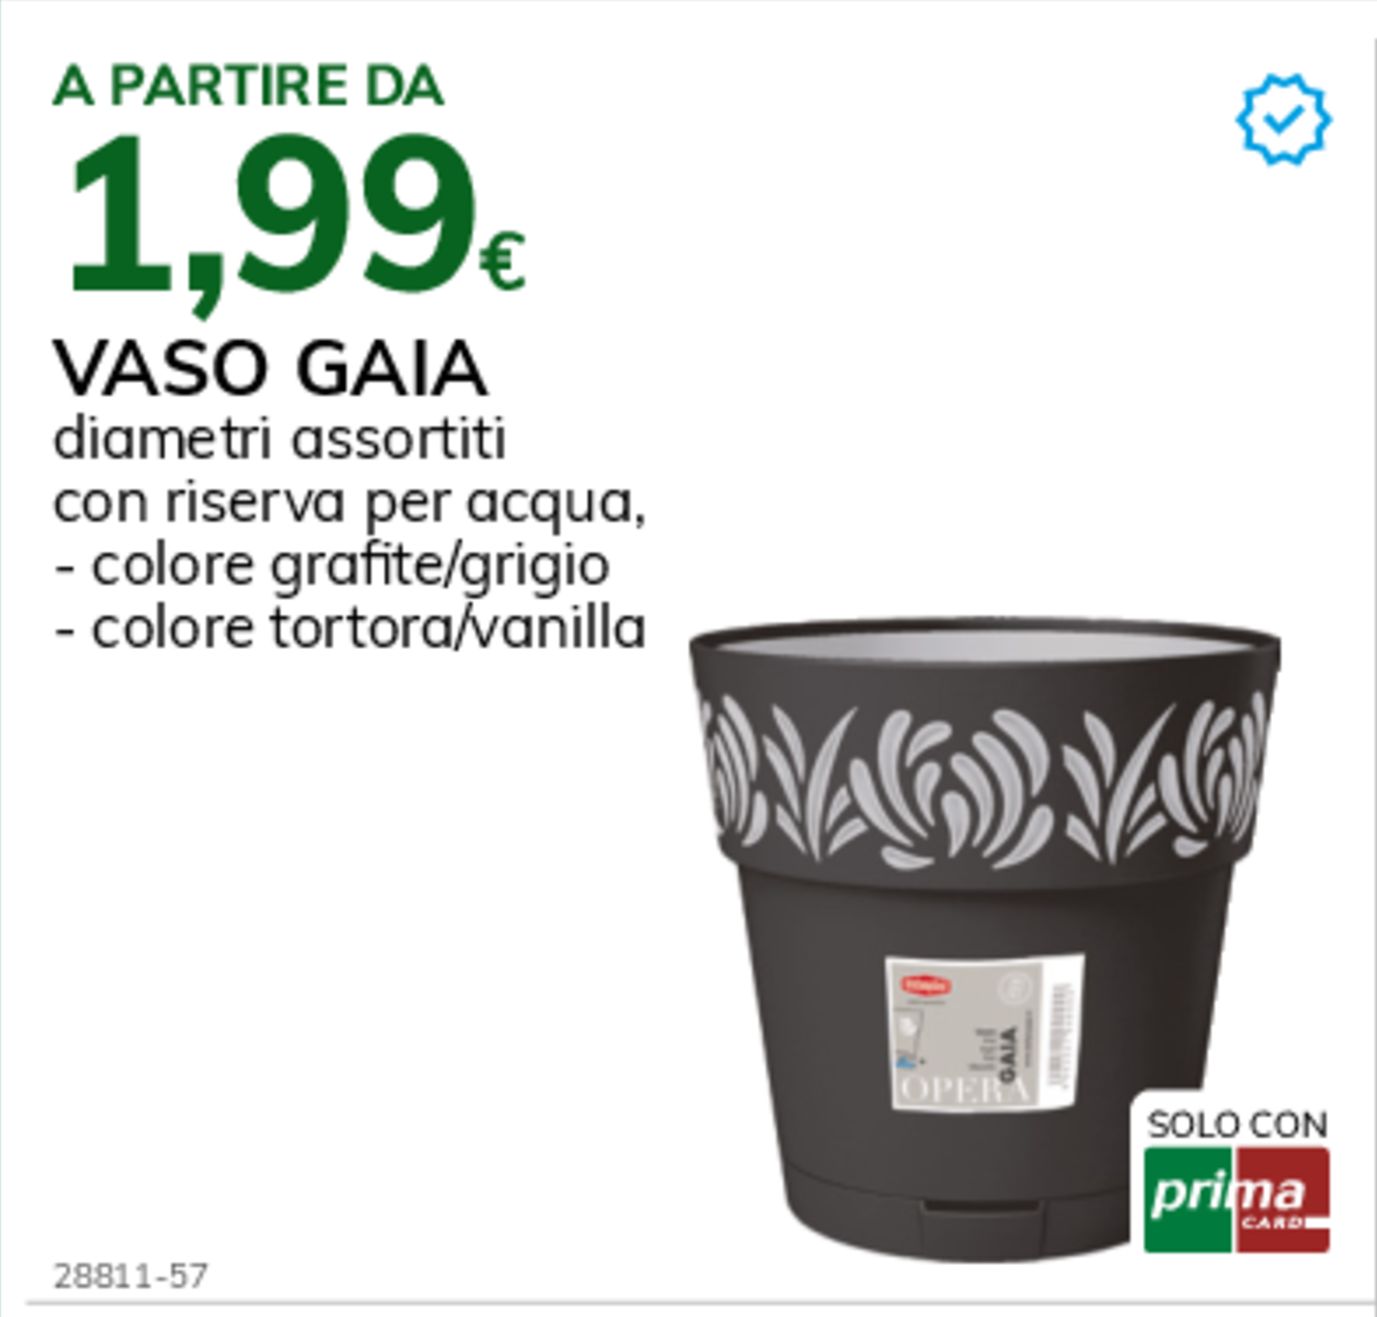 A PARTIRE DA
1,99€
VASO GAIA
diametri assortiti
con riserva per acqua,
- colore grafite/grigio
- colore tortora/vanilla
GAIA
OPERA
SOLO CON
prima
CARD
28811-57